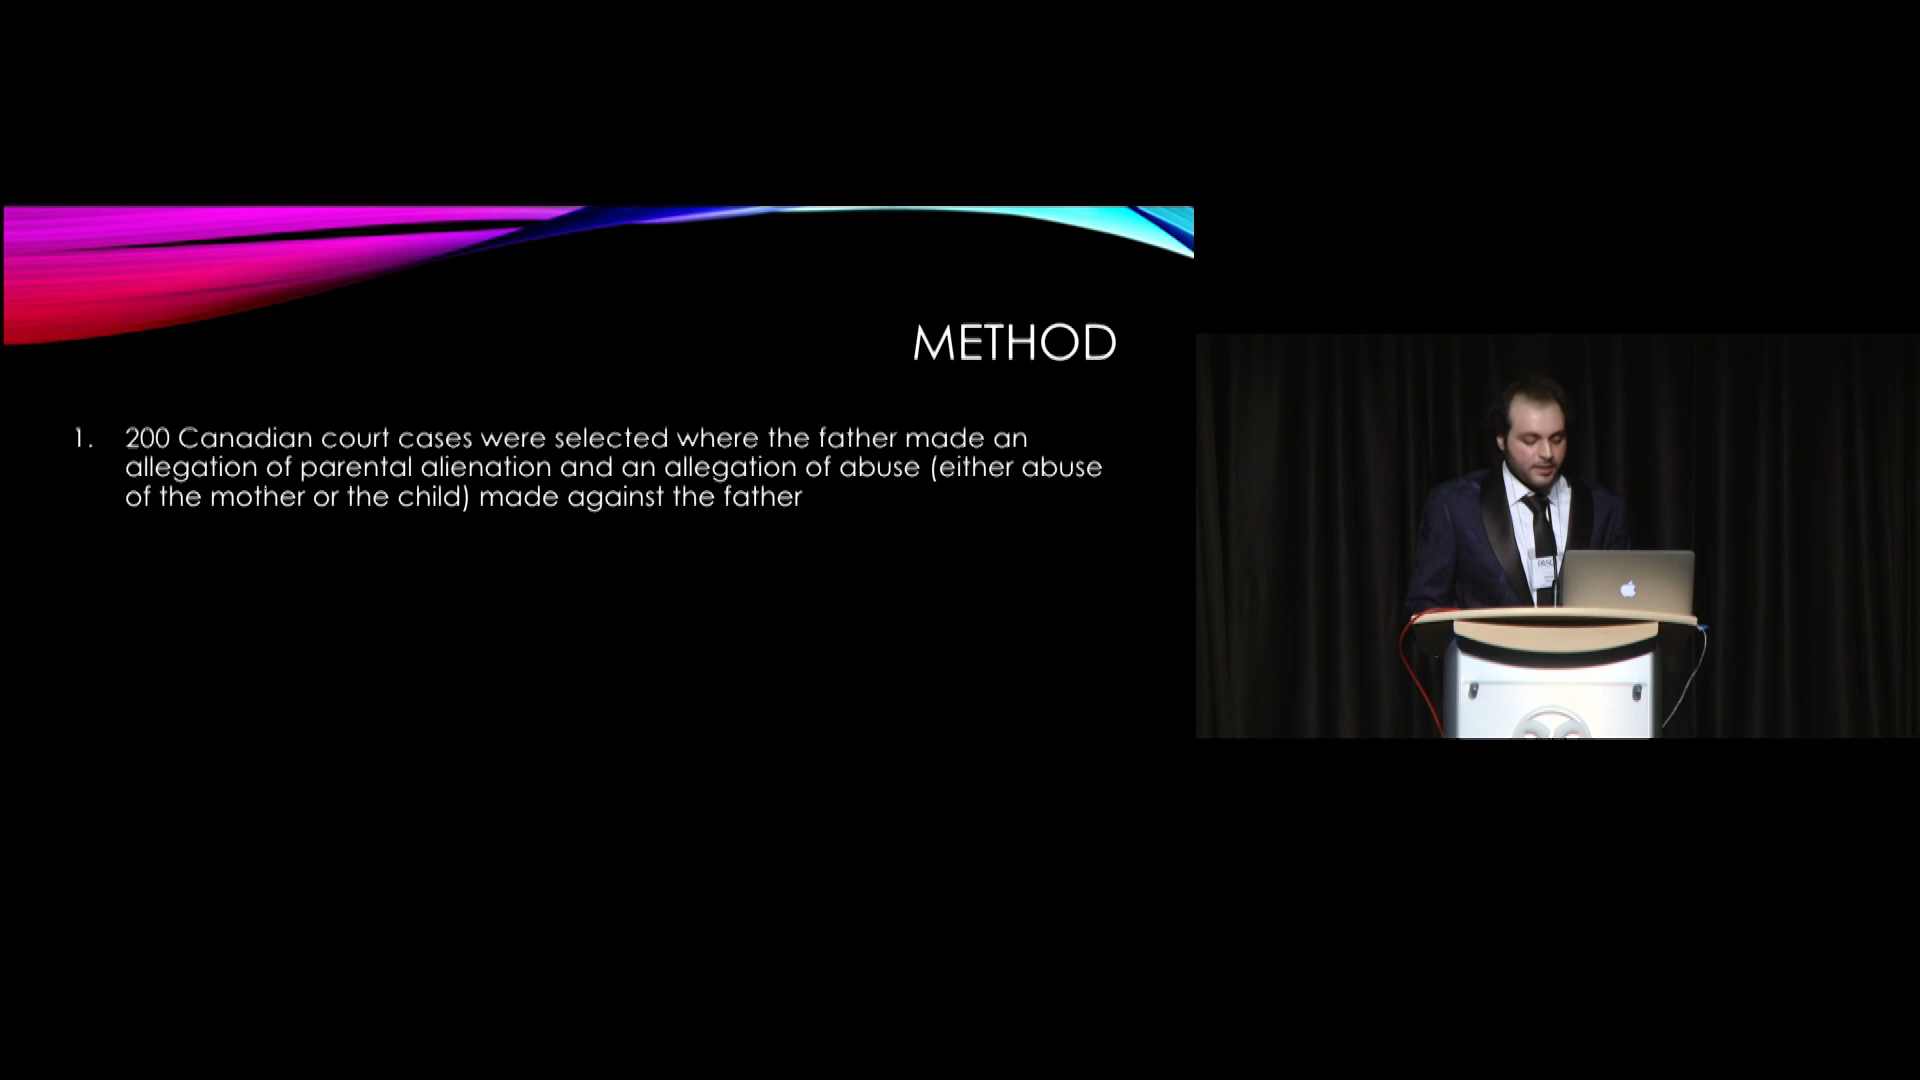 METHOD
1. 200 Canadian court cases were selected where the father made an
allegation of parental alienation and an allegation of abuse (either abuse
of the mother or the child) made against the father